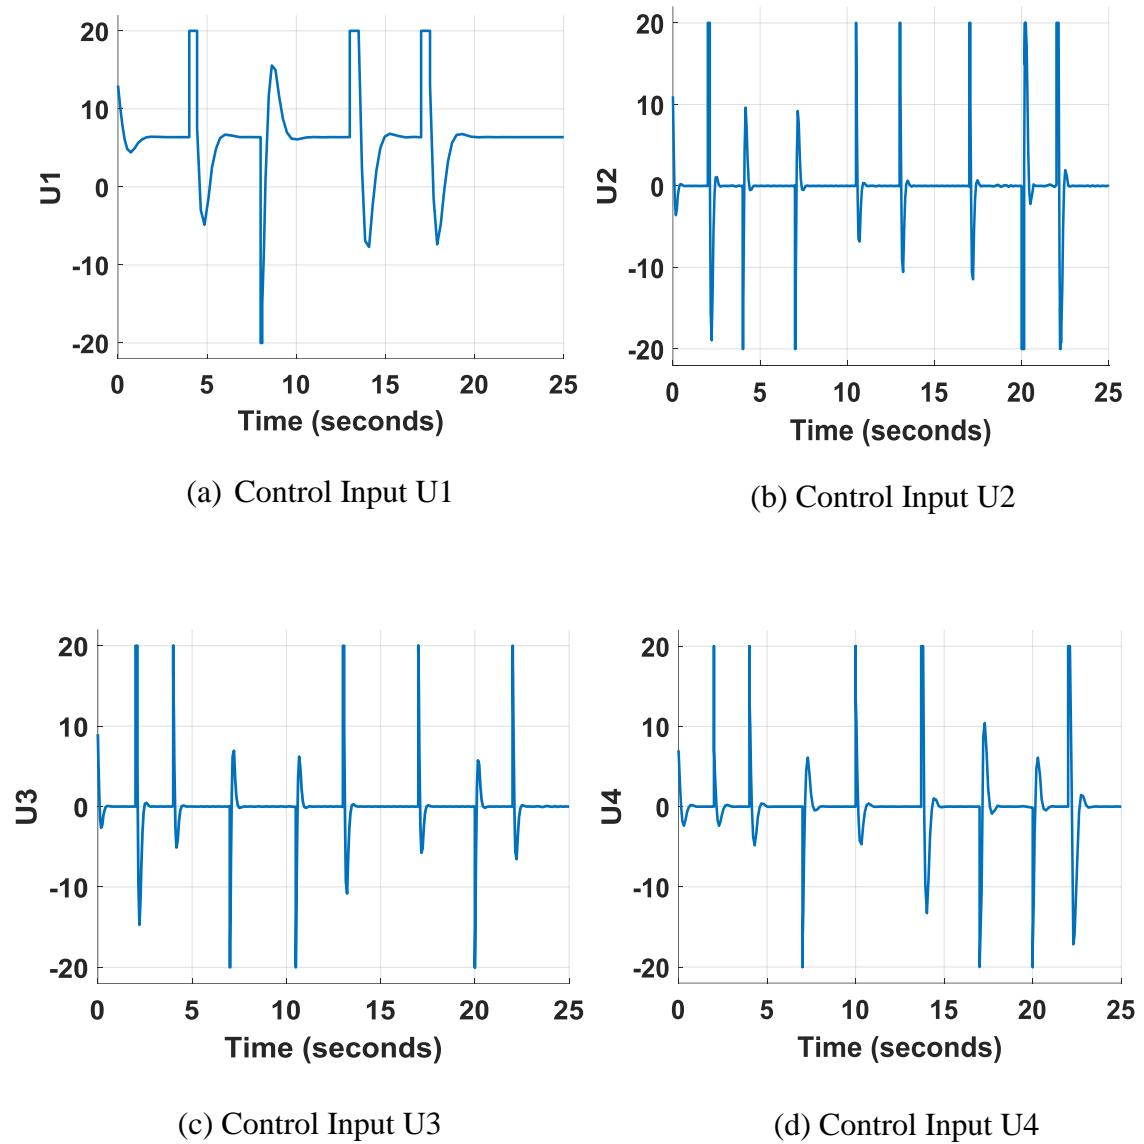 20
10
0
-10
-20
U1
0 5 10 15 20 25
Time (seconds)
(a) Control Input U1
20
10
0
-10
-20
U2
0 5 10 15 20 25
Time (seconds)
(b) Control Input U2
20
10
0
-10
-20
U3
0 5 10 15 20 25
Time (seconds)
(c) Control Input U3
20
10
0
-10
-20
U4
0 5 10 15 20 25
Time (seconds)
(d) Control Input U4